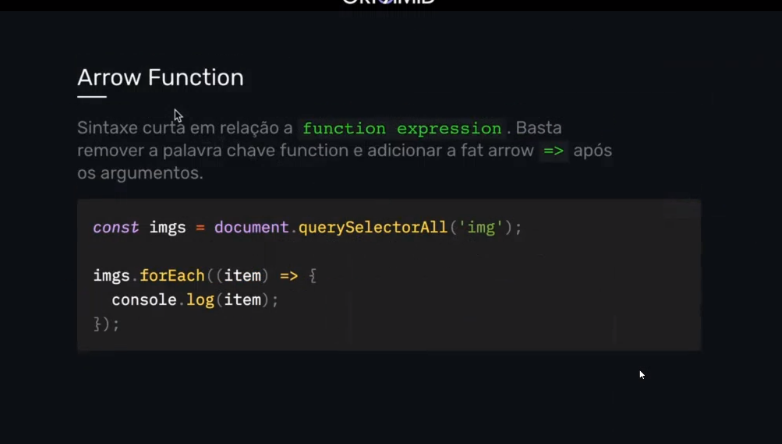 Arrow Function
Sintaxe curta em relação a function expression. Basta
remover a palavra chave function e adicionar a fat arrow => após
os argumentos.
const imgs = document.querySelectorAll('img');
imgs.forEach((item) => {
console.log(item);
});